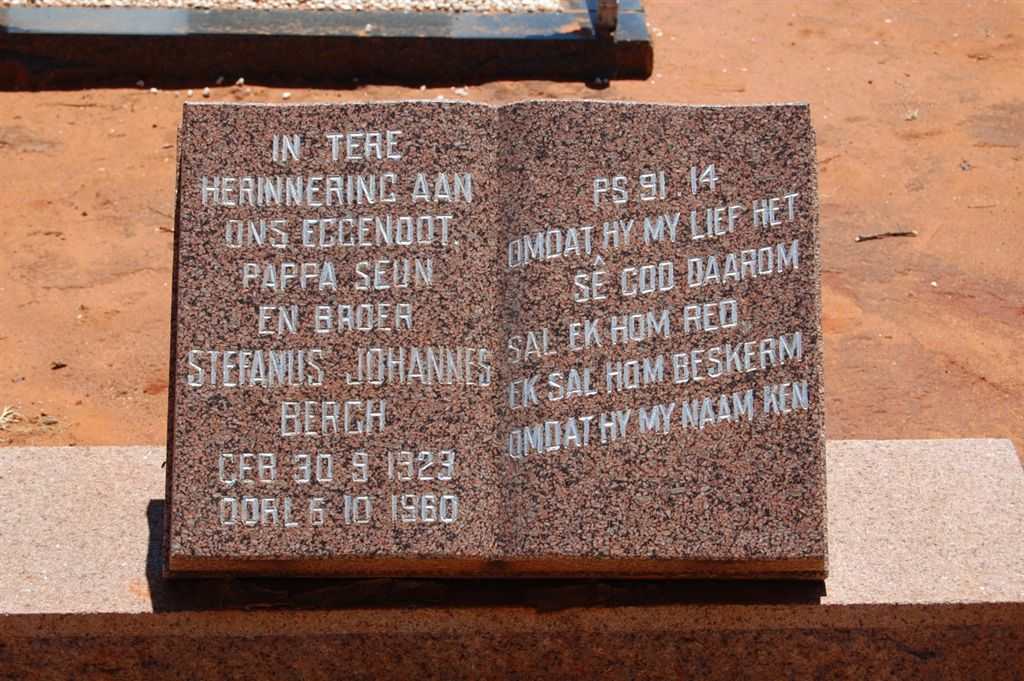 IN TERE
HERINNERING AAN
ONS EGGENOOT.
PAPPA SEUN
EN BROER
STEFANUS JOHANNES
BERGH
GEB 30 9 1923
OORL 6 10 1960
PS 91 14
OMDAT HY MY LIEF HET
SÊ GOD DAAROM
SAL EK HOM RED,
EK SAL HOM BESKERM
OMDAT HY MY NAAM KEN